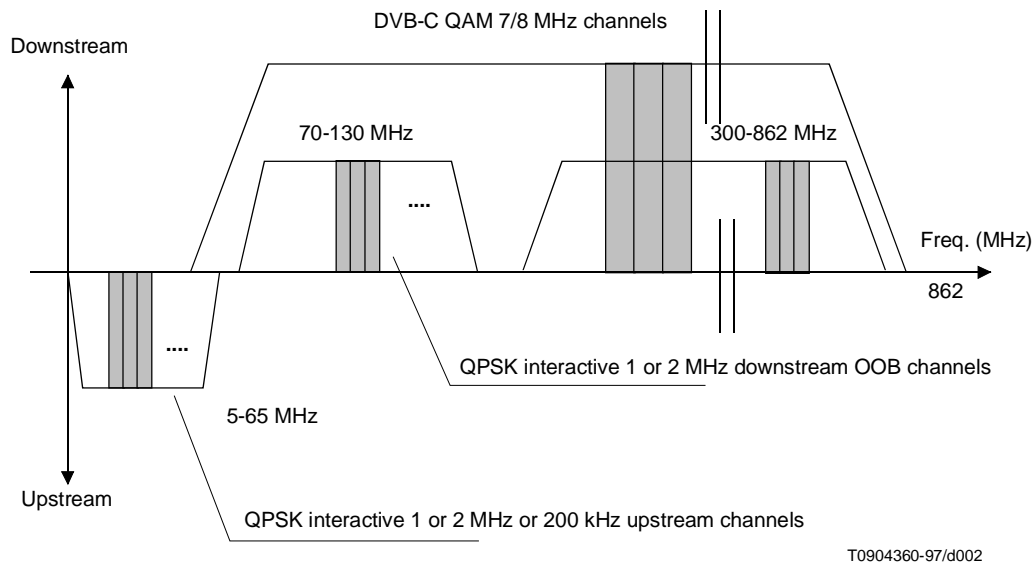 DVB-C QAM 7/8 MHz channels
Downstream
70-130 MHz
300-862 MHz
....
Freq. (MHz)
862
....
QPSK interactive 1 or 2 MHz downstream OOB channels
5-65 MHz
Upstream
QPSK interactive 1 or 2 MHz or 200 kHz upstream channels
T0904360-97/d002